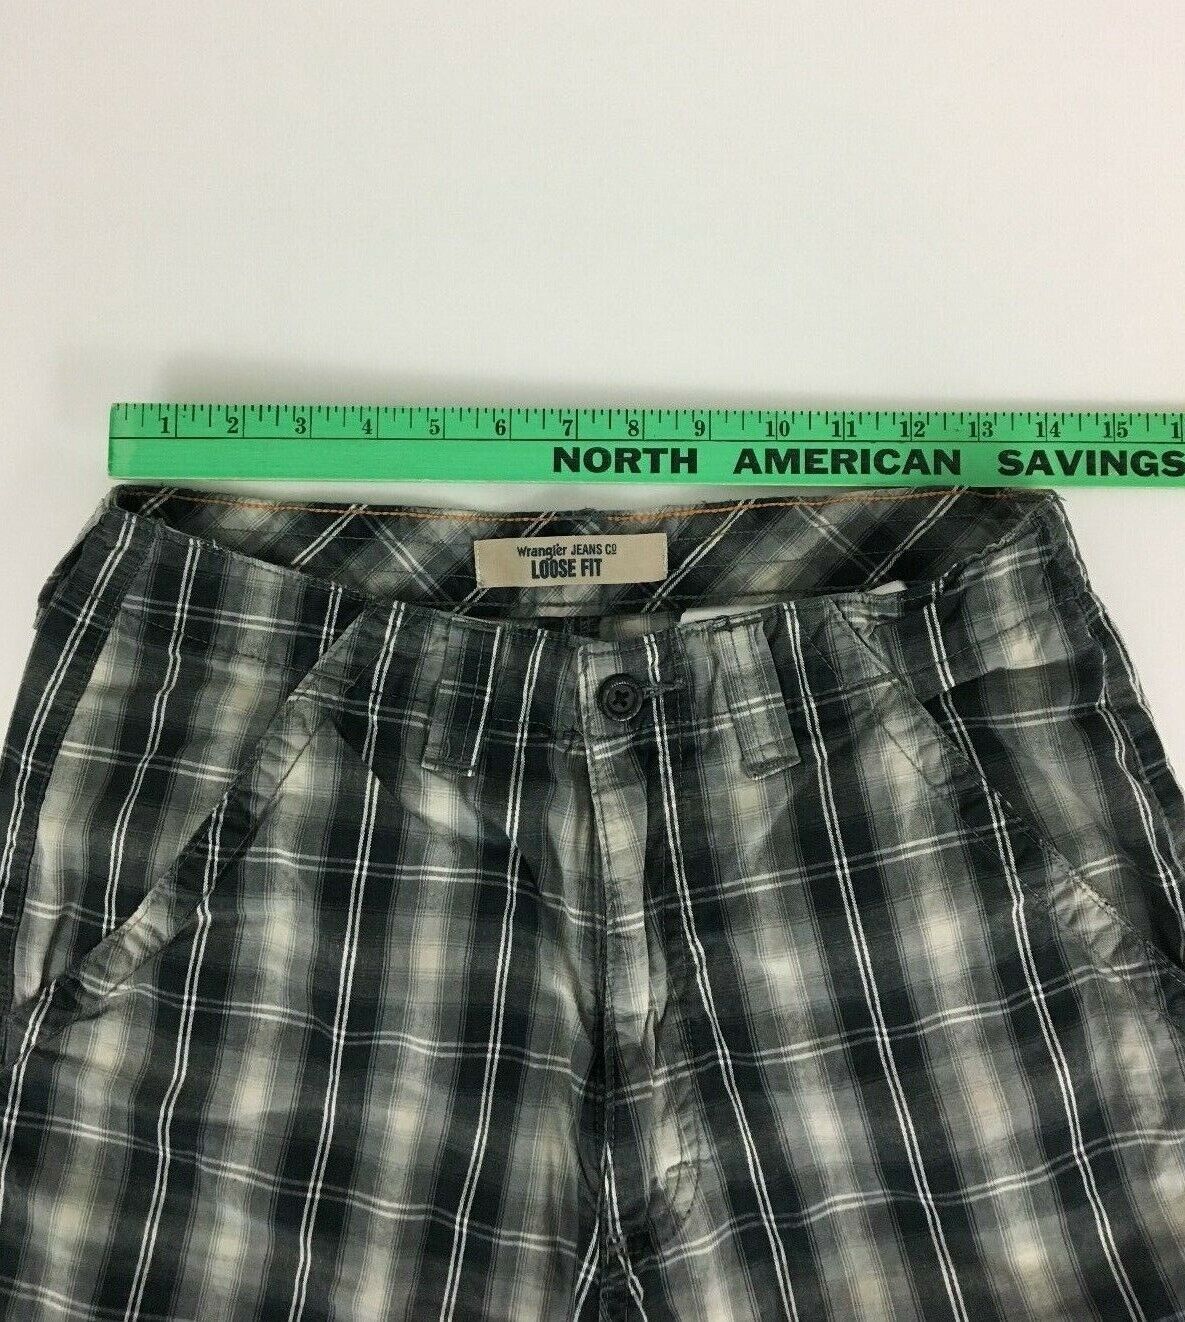 1 2 3 4 5 6 7 8 9 10 11 12 13 14 15 1
NORTH AMERICAN SAVINGS
Wrangler JEANS CO
LOOSE FIT